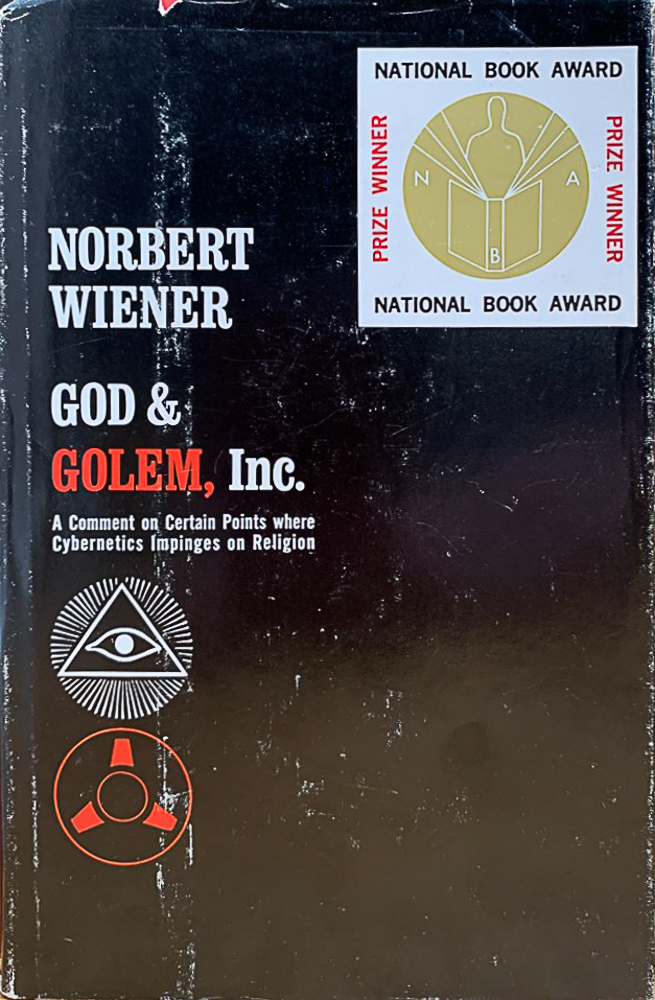 NATIONAL BOOK AWARD
PRIZE WINNER
PRIZE WINNER
N A
B
NATIONAL BOOK AWARD
NORBERT
WIENER
GOD &
GOLEM, Inc.
A Comment on Certain Points where
Cybernetics Impinges on Religion